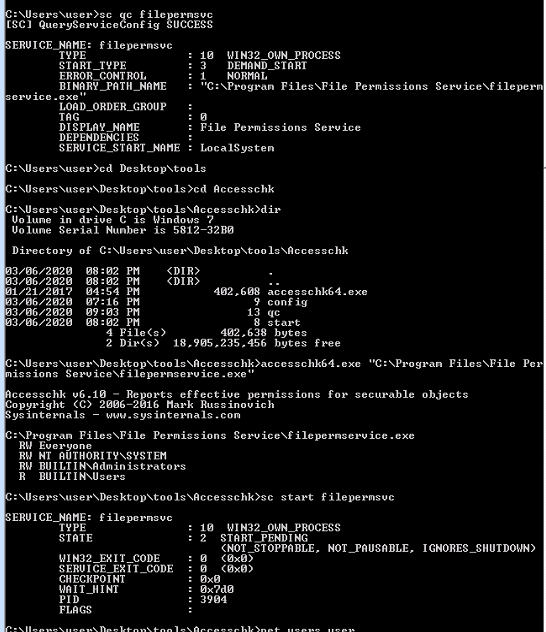 C:\Users\user>sc qc filepermsvc
[SC] QueryServiceConfig SUCCESS
SERVICE_NAME: filepermsvc
        TYPE               : 10  WIN32_OWN_PROCESS
        START_TYPE         : 3   DEMAND_START
        ERROR_CONTROL      : 1   NORMAL
        BINARY_PATH_NAME   : "C:\Program Files\File Permissions Service\fileperm
service.exe"
        LOAD_ORDER_GROUP   :
        TAG                : 0
        DISPLAY_NAME       : File Permissions Service
        DEPENDENCIES       :
        SERVICE_START_NAME : LocalSystem
C:\Users\user>cd Desktop\tools
C:\Users\user\Desktop\tools>cd Accesschk
C:\Users\user\Desktop\tools\Accesschk>dir
 Volume in drive C is Windows 7
 Volume Serial Number is 5812-32B0
 Directory of C:\Users\user\Desktop\tools\Accesschk
03/06/2020  08:02 PM    <DIR>          .
03/06/2020  08:02 PM    <DIR>          ..
01/21/2017  04:54 PM           402,608 accesschk64.exe
03/06/2020  07:16 PM                 9 config
03/06/2020  09:03 PM                13 qc
03/06/2020  08:02 PM                 8 start
               4 File(s)        402,638 bytes
               2 Dir(s)  18,905,235,456 bytes free
C:\Users\user\Desktop\tools\Accesschk>accesschk64.exe "C:\Program Files\File Per
missions Service\filepermservice.exe"
Accesschk v6.10 - Reports effective permissions for securable objects
Copyright (C) 2006-2016 Mark Russinovich
Sysinternals - www.sysinternals.com
C:\Program Files\File Permissions Service\filepermservice.exe
  RW Everyone
  RW NT AUTHORITY\SYSTEM
  RW BUILTIN\Administrators
  R  BUILTIN\Users
C:\Users\user\Desktop\tools\Accesschk>sc start filepermsvc
SERVICE_NAME: filepermsvc
        TYPE               : 10  WIN32_OWN_PROCESS
        STATE              : 2  START_PENDING
                                (NOT_STOPPABLE, NOT_PAUSABLE, IGNORES_SHUTDOWN)
        WIN32_EXIT_CODE    : 0  (0x0)
        SERVICE_EXIT_CODE  : 0  (0x0)
        CHECKPOINT         : 0x0
        WAIT_HINT          : 0x7d0
        PID                : 3904
        FLAGS              :
C:\Users\user\Desktop\tools\Accesschk>net users user